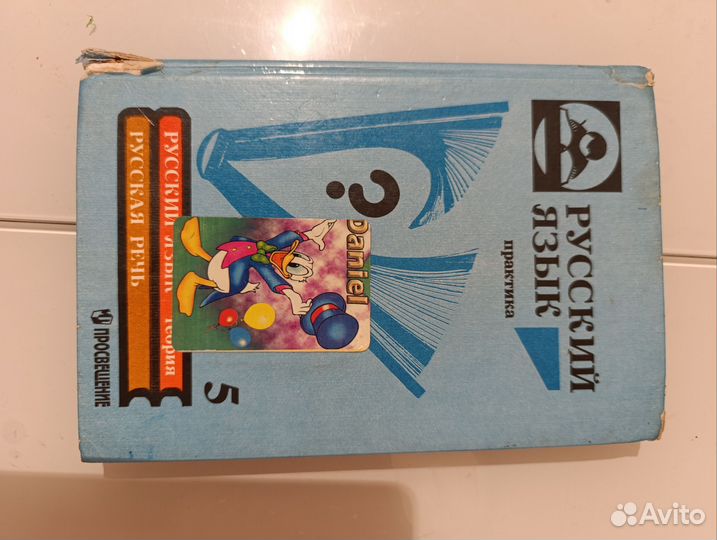 РУССКИЙ
ЯЗЫК
практика
?
Daniel
РУССКИЙ ЯЗЫК теория
РУССКАЯ РЕЧЬ
5
ПРОСВЕЩЕНИЕ
Avito